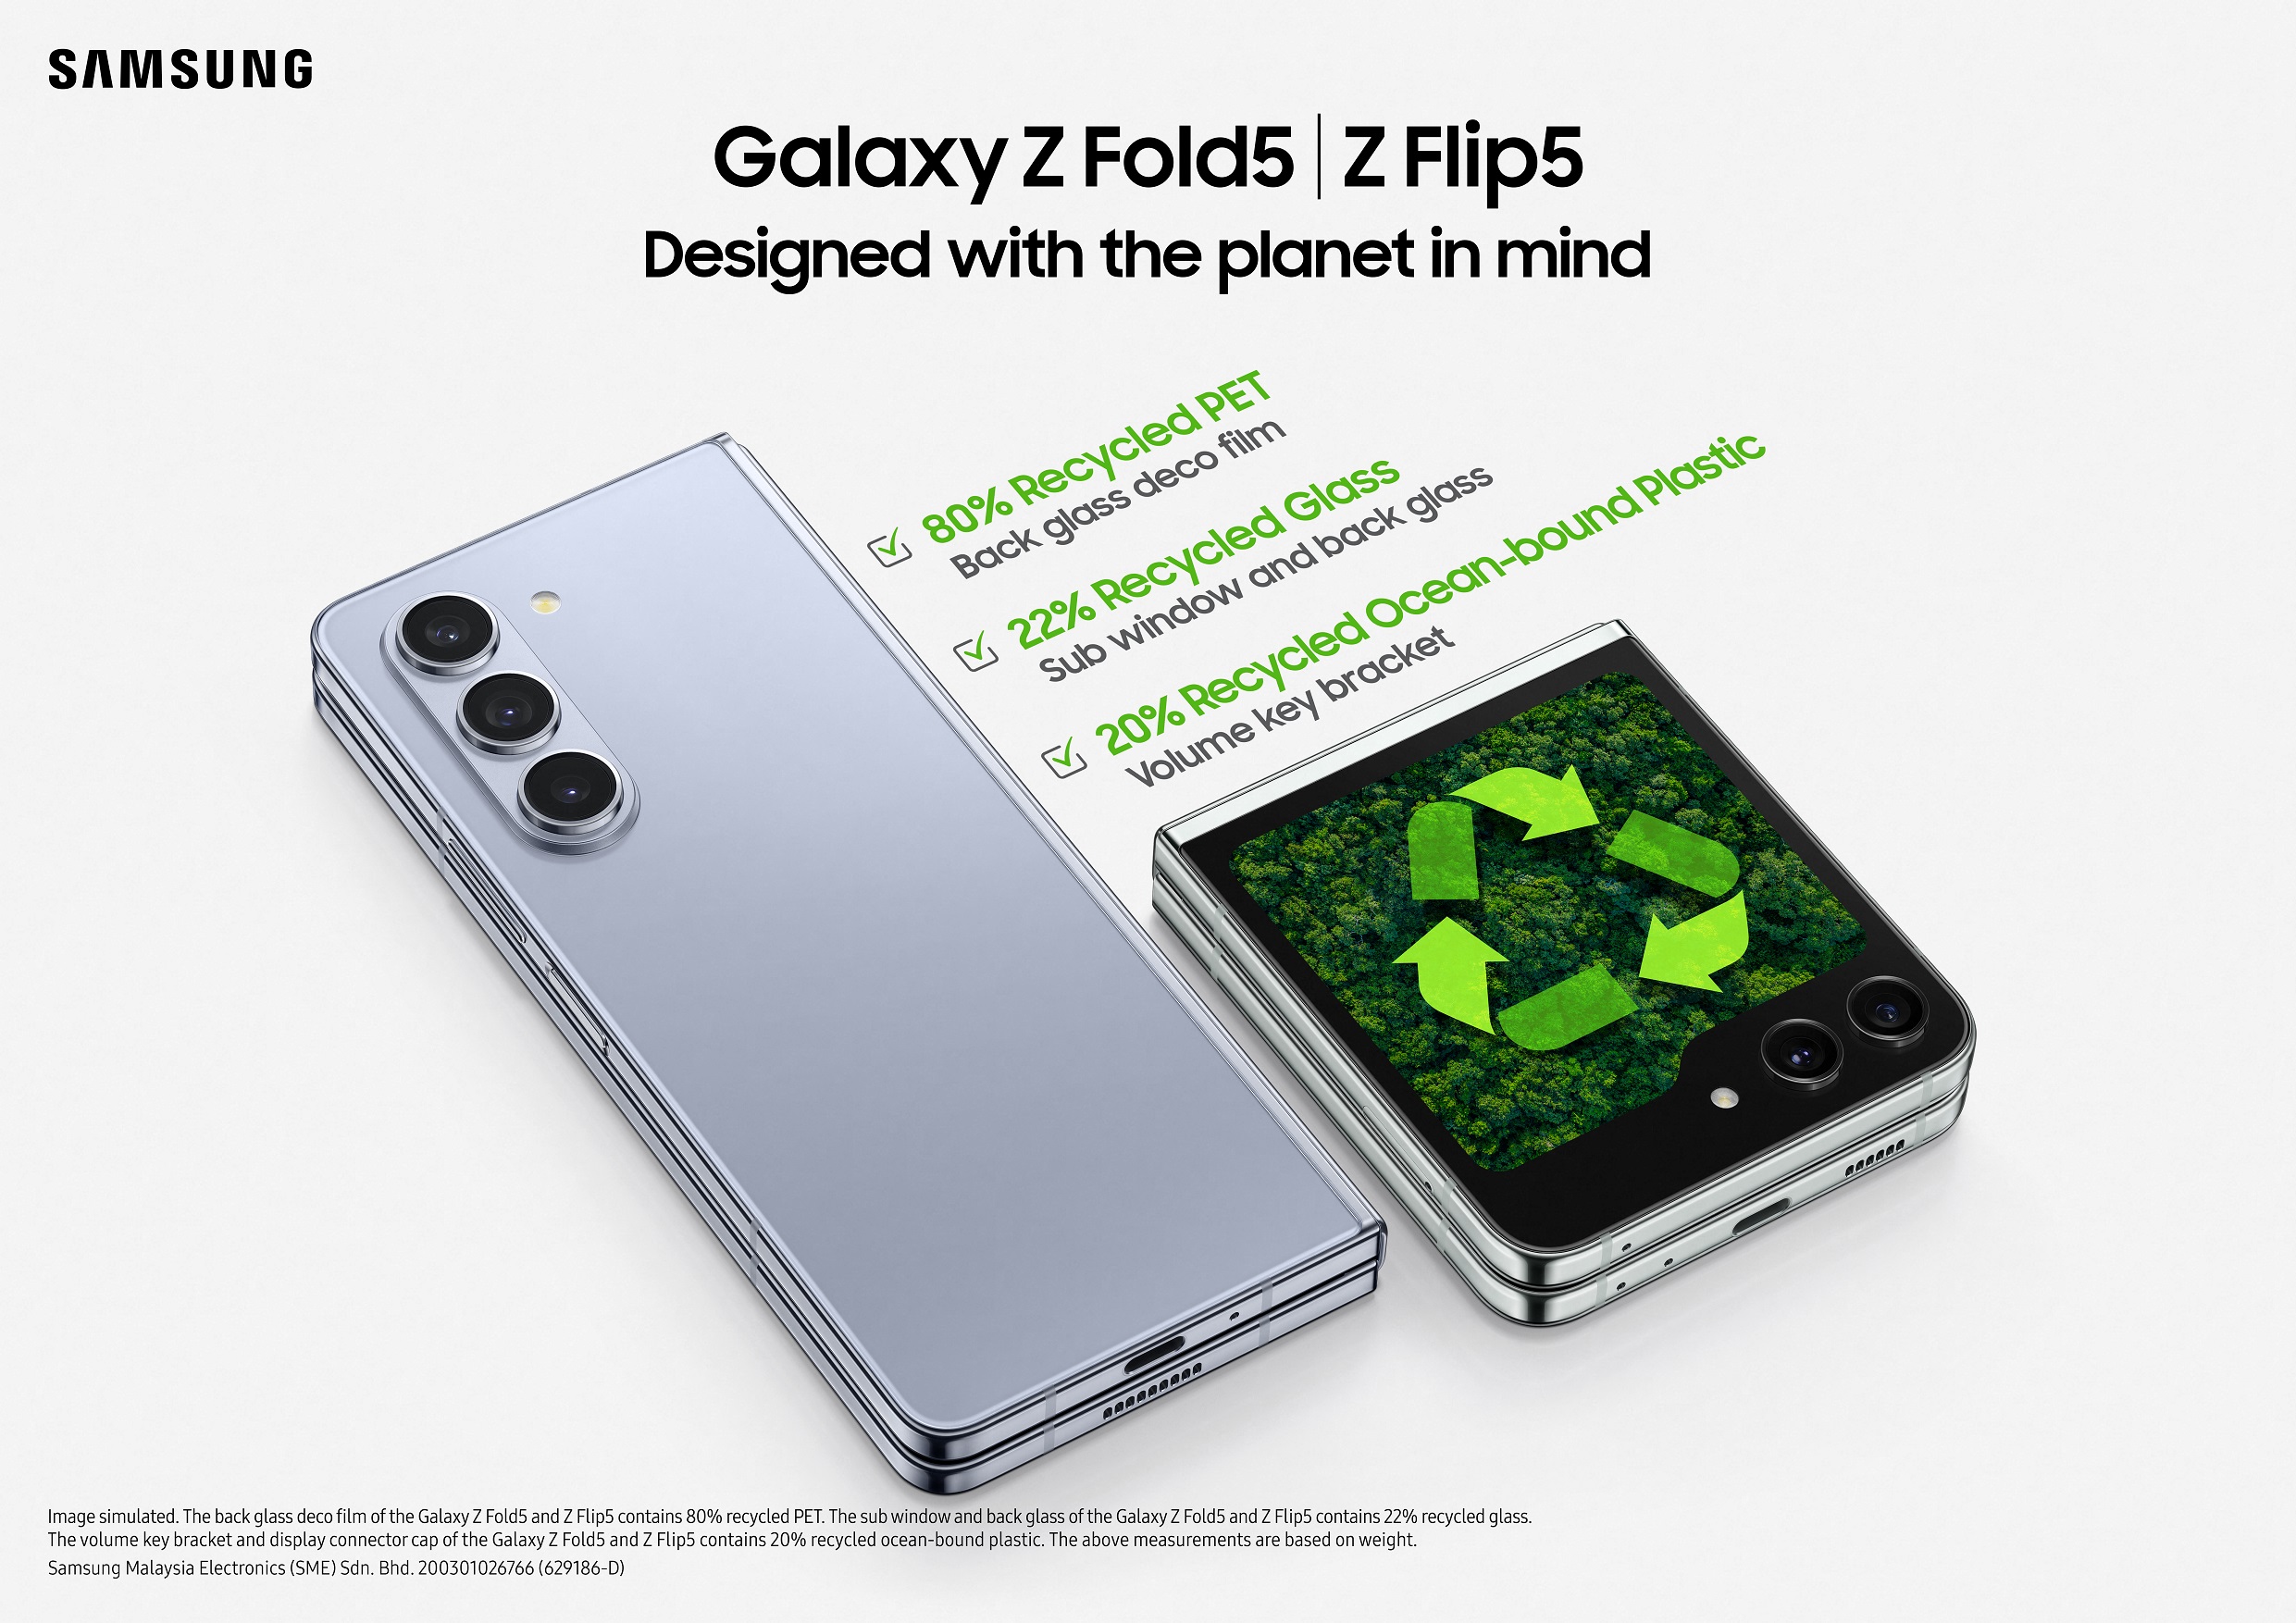 SAMSUNG
Galaxy Z Fold5 | Z Flip5
Designed with the planet in mind
80% Recycled PET
Back glass deco film
22% Recycled Glass
Sub window and back glass
20% Recycled Ocean-bound Plastic
Volume key bracket
Image simulated. The back glass deco film of the Galaxy Z Fold5 and Z Flip5 contains 80% recycled PET. The sub window and back glass of the Galaxy Z Fold5 and Z Flip5 contains 22% recycled glass.
The volume key bracket and display connector cap of the Galaxy Z Fold5 and Z Flip5 contains 20% recycled ocean-bound plastic. The above measurements are based on weight.
Samsung Malaysia Electronics (SME) Sdn. Bhd. 200301026766 (629186-D)